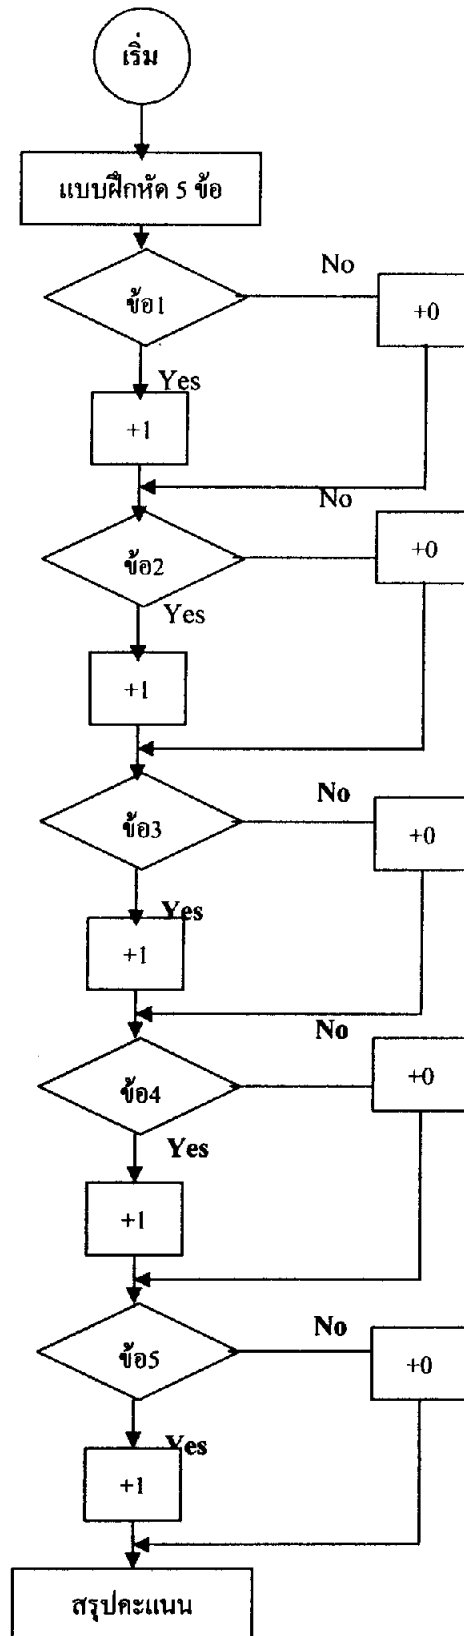 เริ่ม
แบบฝึกหัด 5 ข้อ
No
ข้อ1
+0
Yes
+1
No
ข้อ2
+0
Yes
+1
No
ข้อ3
+0
Yes
+1
No
ข้อ4
+0
Yes
+1
No
ข้อ5
+0
Yes
+1
สรุปคะแนน